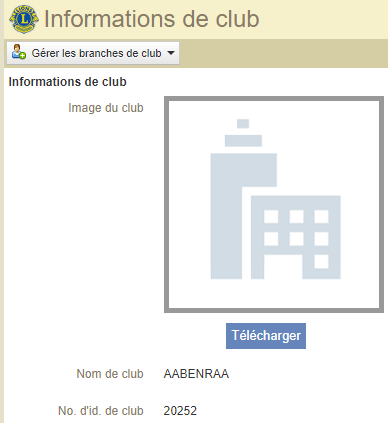 Informations de club
Gérer les branches de club
Informations de club
Image du club
Télécharger
Nom de club AABENRAA
No. d'id. de club 20252